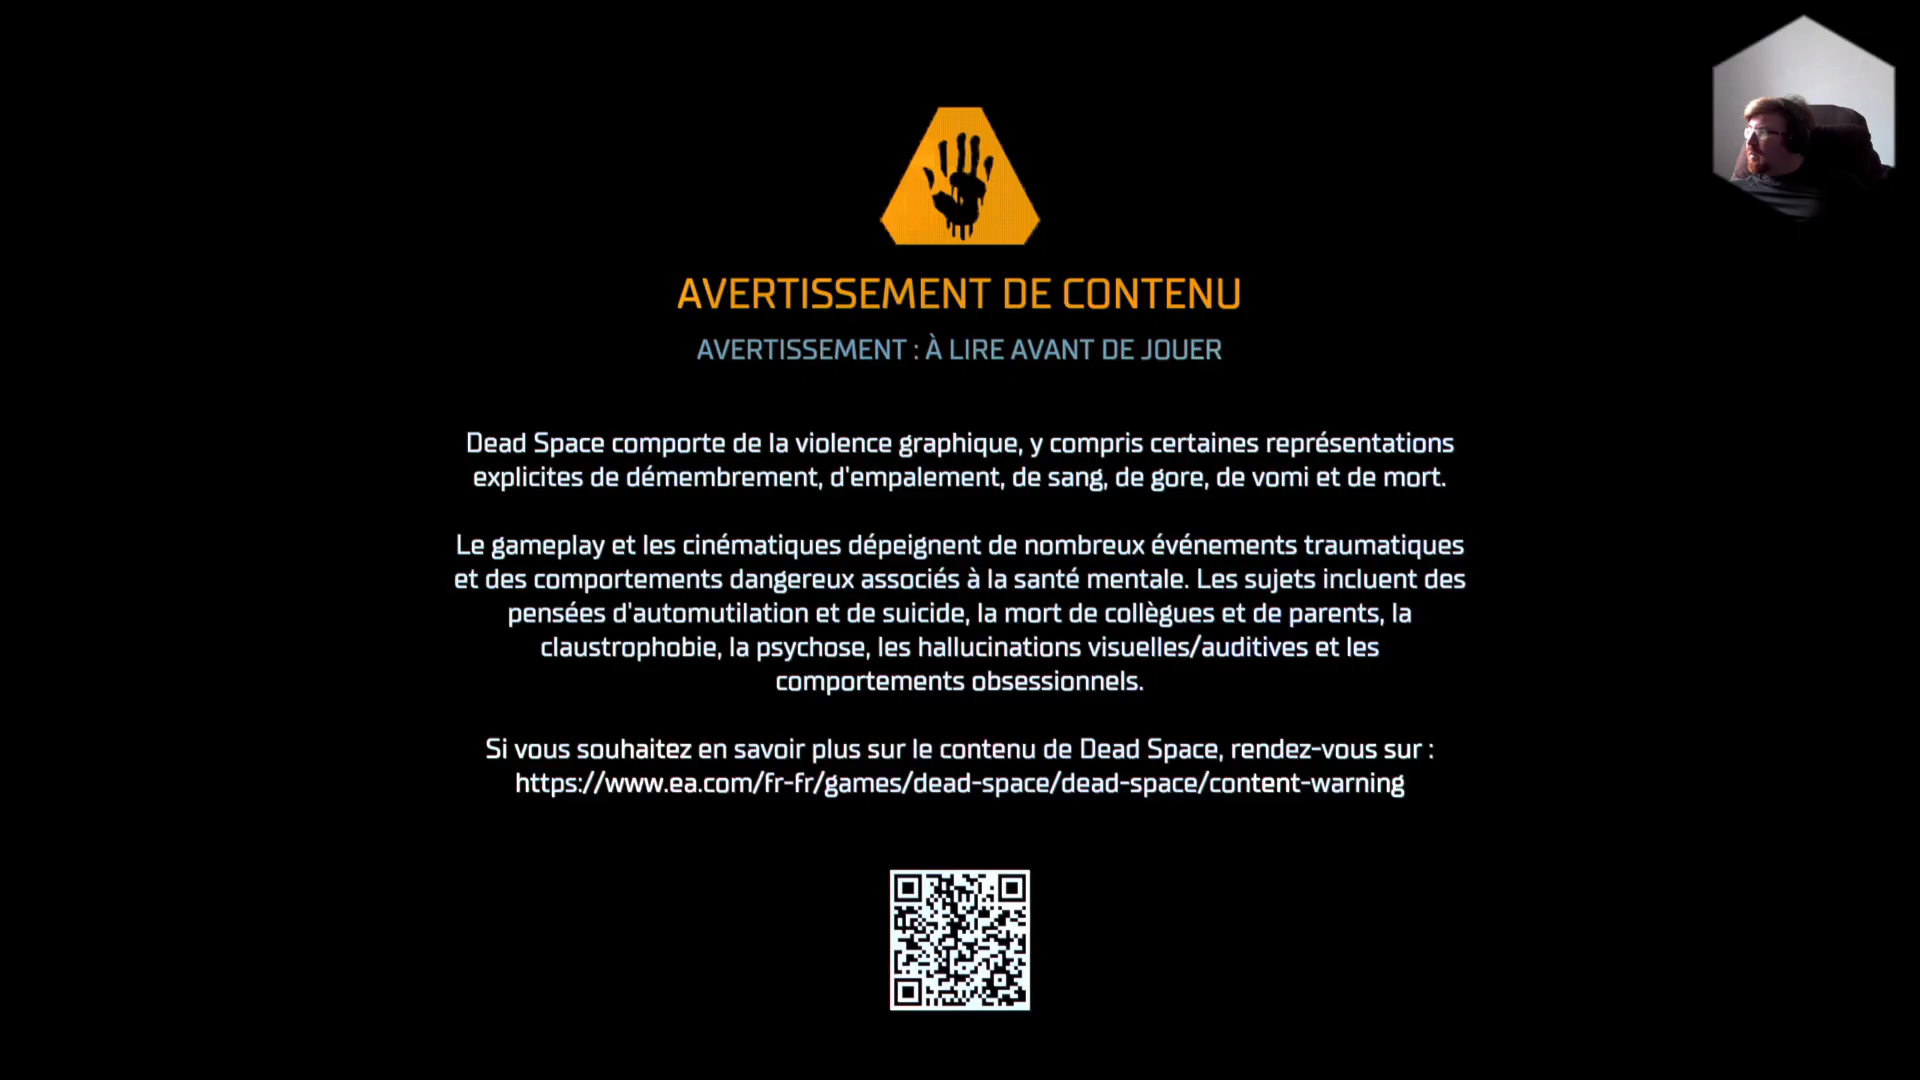 AVERTISSEMENT DE CONTENU
AVERTISSEMENT : À LIRE AVANT DE JOUER
Dead Space comporte de la violence graphique, y compris certaines représentations
explicites de démembrement, d'empalement, de sang, de gore, de vomi et de mort.
Le gameplay et les cinématiques dépeignent de nombreux événements traumatiques
et des comportements dangereux associés à la santé mentale. Les sujets incluent des
pensées d'automutilation et de suicide, la mort de collègues et de parents, la
claustrophobie, la psychose, les hallucinations visuelles/auditives et les
comportements obsessionnels.
Si vous souhaitez en savoir plus sur le contenu de Dead Space, rendez-vous sur :
https://www.ea.com/fr-fr/games/dead-space/dead-space/content-warning